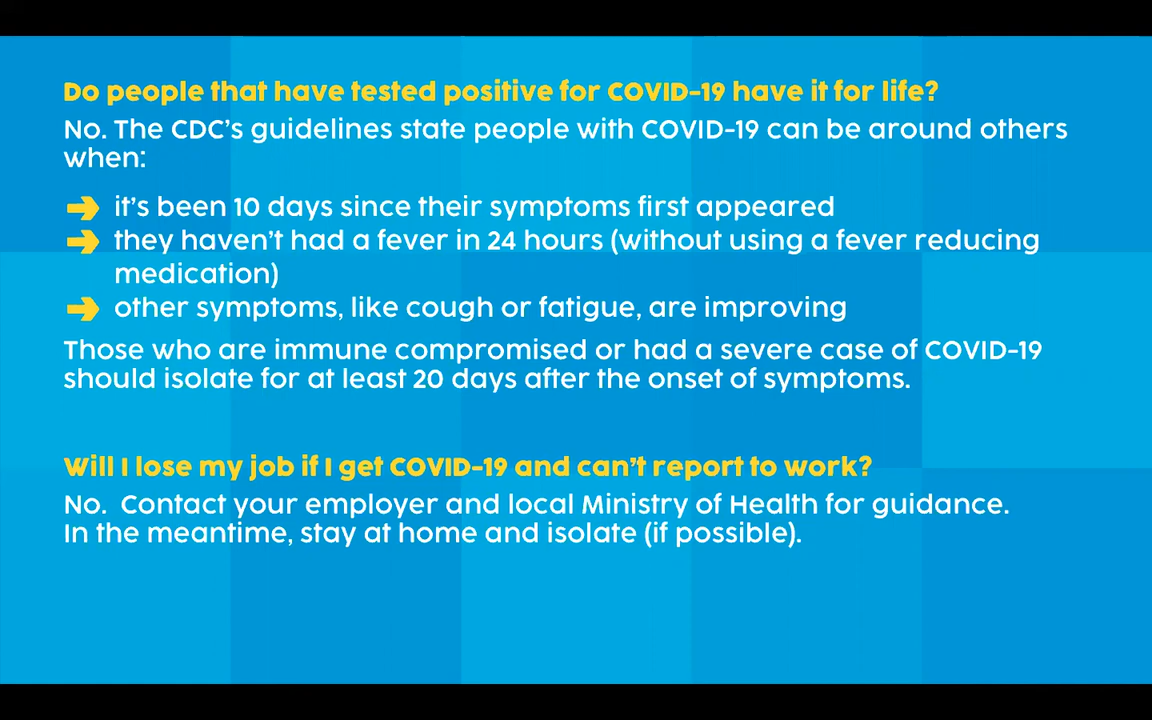 Do people that have tested positive for COVID-19 have it for life?
No. The CDC's guidelines state people with COVID-19 can be around others
when:
it's been 10 days since their symptoms first appeared
they haven't had a fever in 24 hours (without using a fever reducing
medication)
other symptoms, like cough or fatigue, are improving
Those who are immune compromised or had a severe case of COVID-19
should isolate for at least 20 days after the onset of symptoms.
Will I lose my job if I get COVID-19 and can't report to work?
No.  Contact your employer and local Ministry of Health for guidance.
In the meantime, stay at home and isolate (if possible).